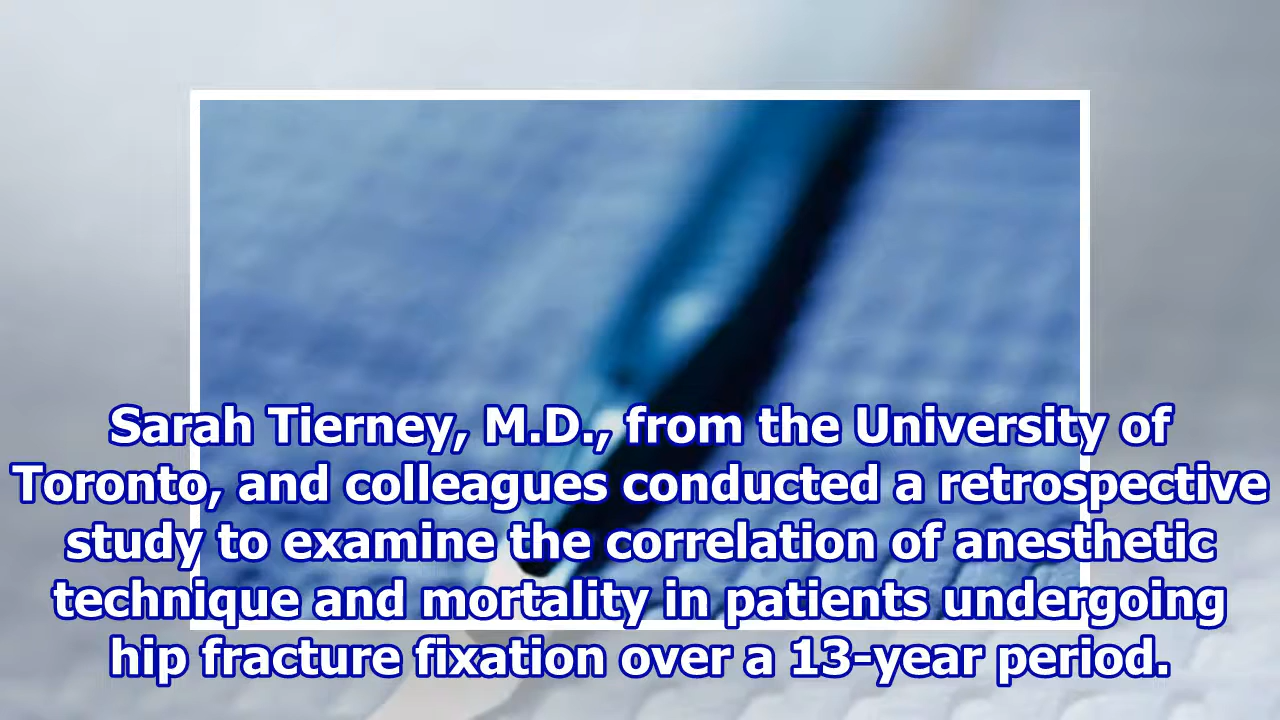 Sarah Tierney, M.D., from the University of
Toronto, and colleagues conducted a retrospective
study to examine the correlation of anesthetic
technique and mortality in patients undergoing
hip fracture fixation over a 13-year period.